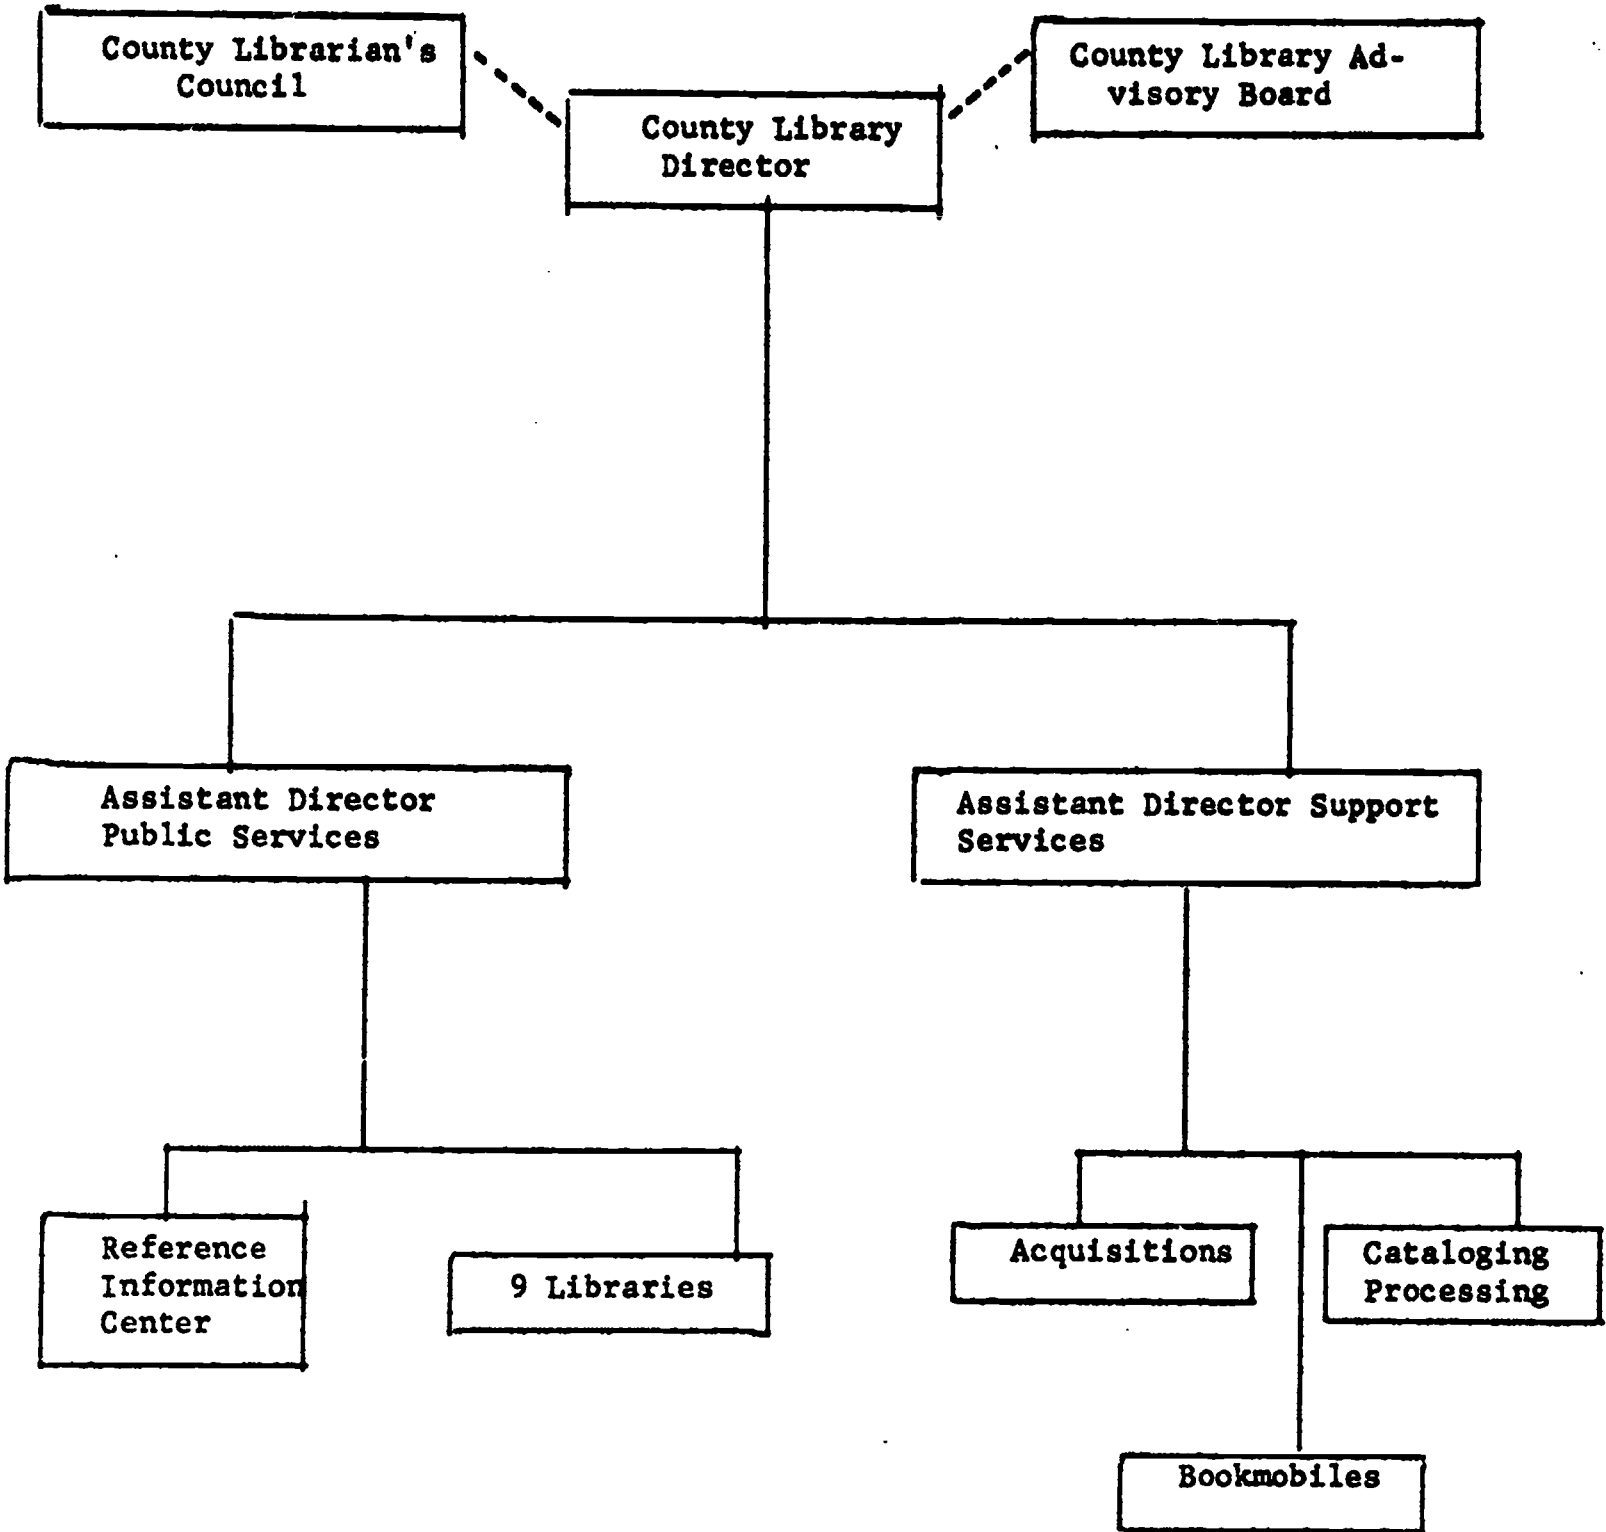 County Librarian's
Council
County Library Ad-
visory Board
County Library
Director
Assistant Director
Public Services
Assistant Director Support
Services
Reference
Information
Center
9 Libraries
Acquisitions
Cataloging
Processing
Bookmobiles